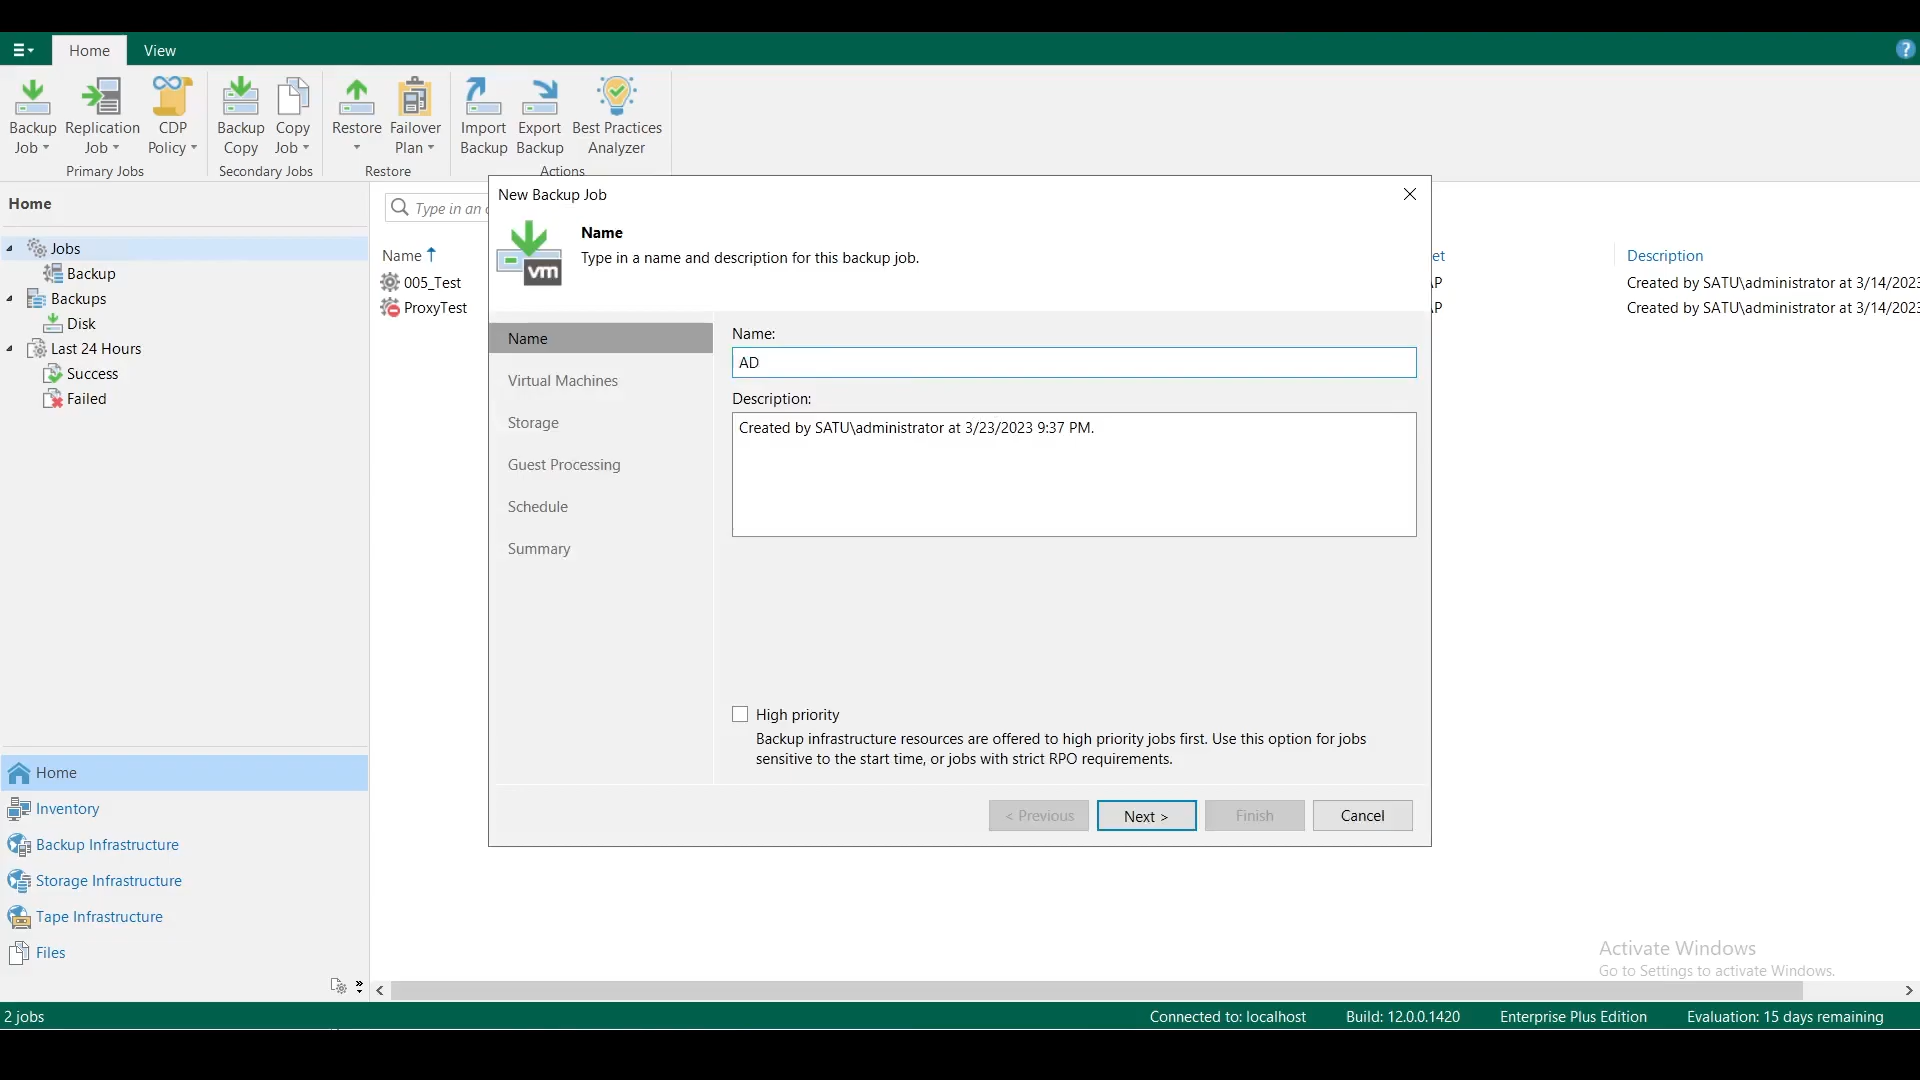 Home View
?
Backup Replication CDP Backup Copy Restore Failover Import Export Best Practices
Job Job Policy Copy Job Plan Backup Backup Analyzer
Primary Jobs Secondary Jobs Restore Actions
Home
Jobs
Backup
Backups
Disk
Last 24 Hours
Success
Failed
Home
Inventory
Backup Infrastructure
Storage Infrastructure
Tape Infrastructure
Files
Type in an
Name
005_Test
ProxyTest
Description
Created by SATU\administrator at 3/14/2023
Created by SATU\administrator at 3/14/2023
New Backup Job
vm
Name
Type in a name and description for this backup job.
Name
Virtual Machines
Storage
Guest Processing
Schedule
Summary
Name:
AD
Description:
Created by SATU\administrator at 3/23/2023 9:37 PM.
High priority
Backup infrastructure resources are offered to high priority jobs first. Use this option for jobs
sensitive to the start time, or jobs with strict RPO requirements.
< Previous Next > Finish Cancel
Activate Windows
Go to Settings to activate Windows.
2 jobs Connected to: localhost Build: 12.0.0.1420 Enterprise Plus Edition Evaluation: 15 days remaining